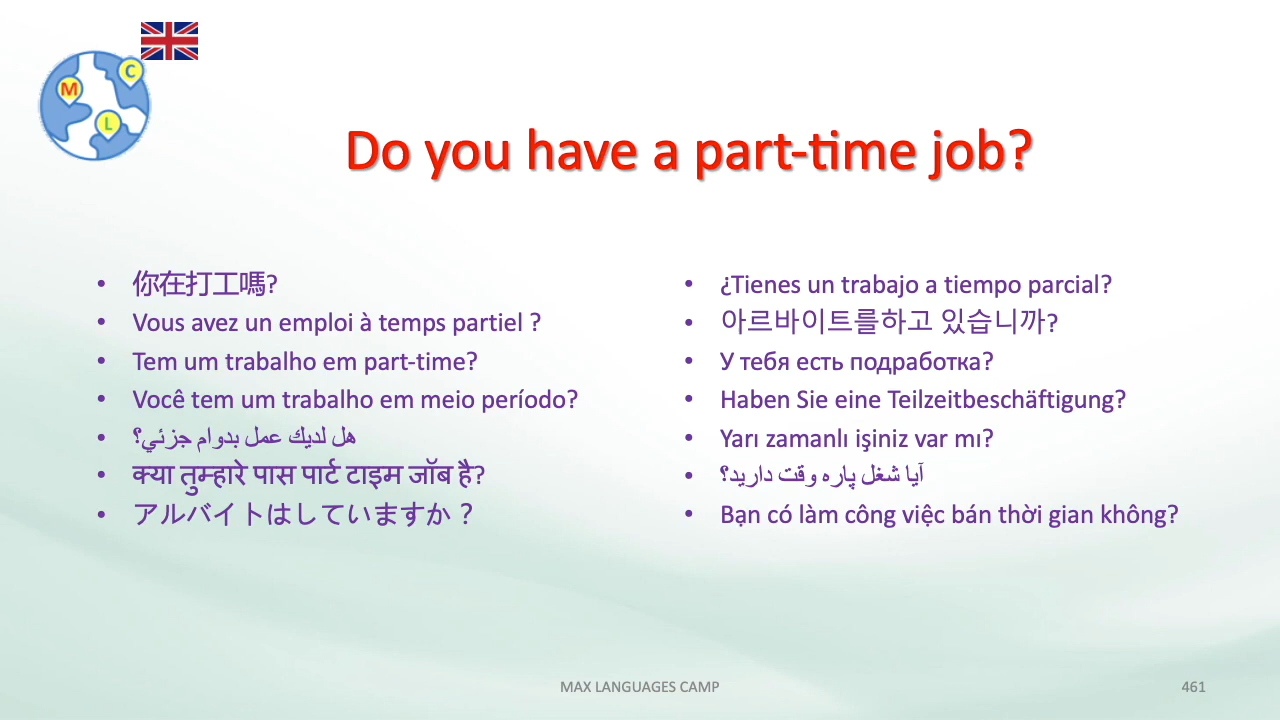 C
M
L
Do you have a part-time job?
• 你在打工嗎?
• Vous avez un emploi à temps partiel ?
• Tem um trabalho em part-time?
• Você tem um trabalho em meio período?
• هل لديك عمل بدوام جزئي؟
• क्या तुम्हारे पास पार्ट टाइम जॉब है?
• アルバイトはしていますか？
• ¿Tienes un trabajo a tiempo parcial?
• 아르바이트를하고 있습니까?
• У тебя есть подработка?
• Haben Sie eine Teilzeitbeschäftigung?
• Yarı zamanlı işiniz var mı?
• آیا شغل پاره وقت دارید؟
• Bạn có làm công việc bán thời gian không?
MAX LANGUAGES CAMP
461